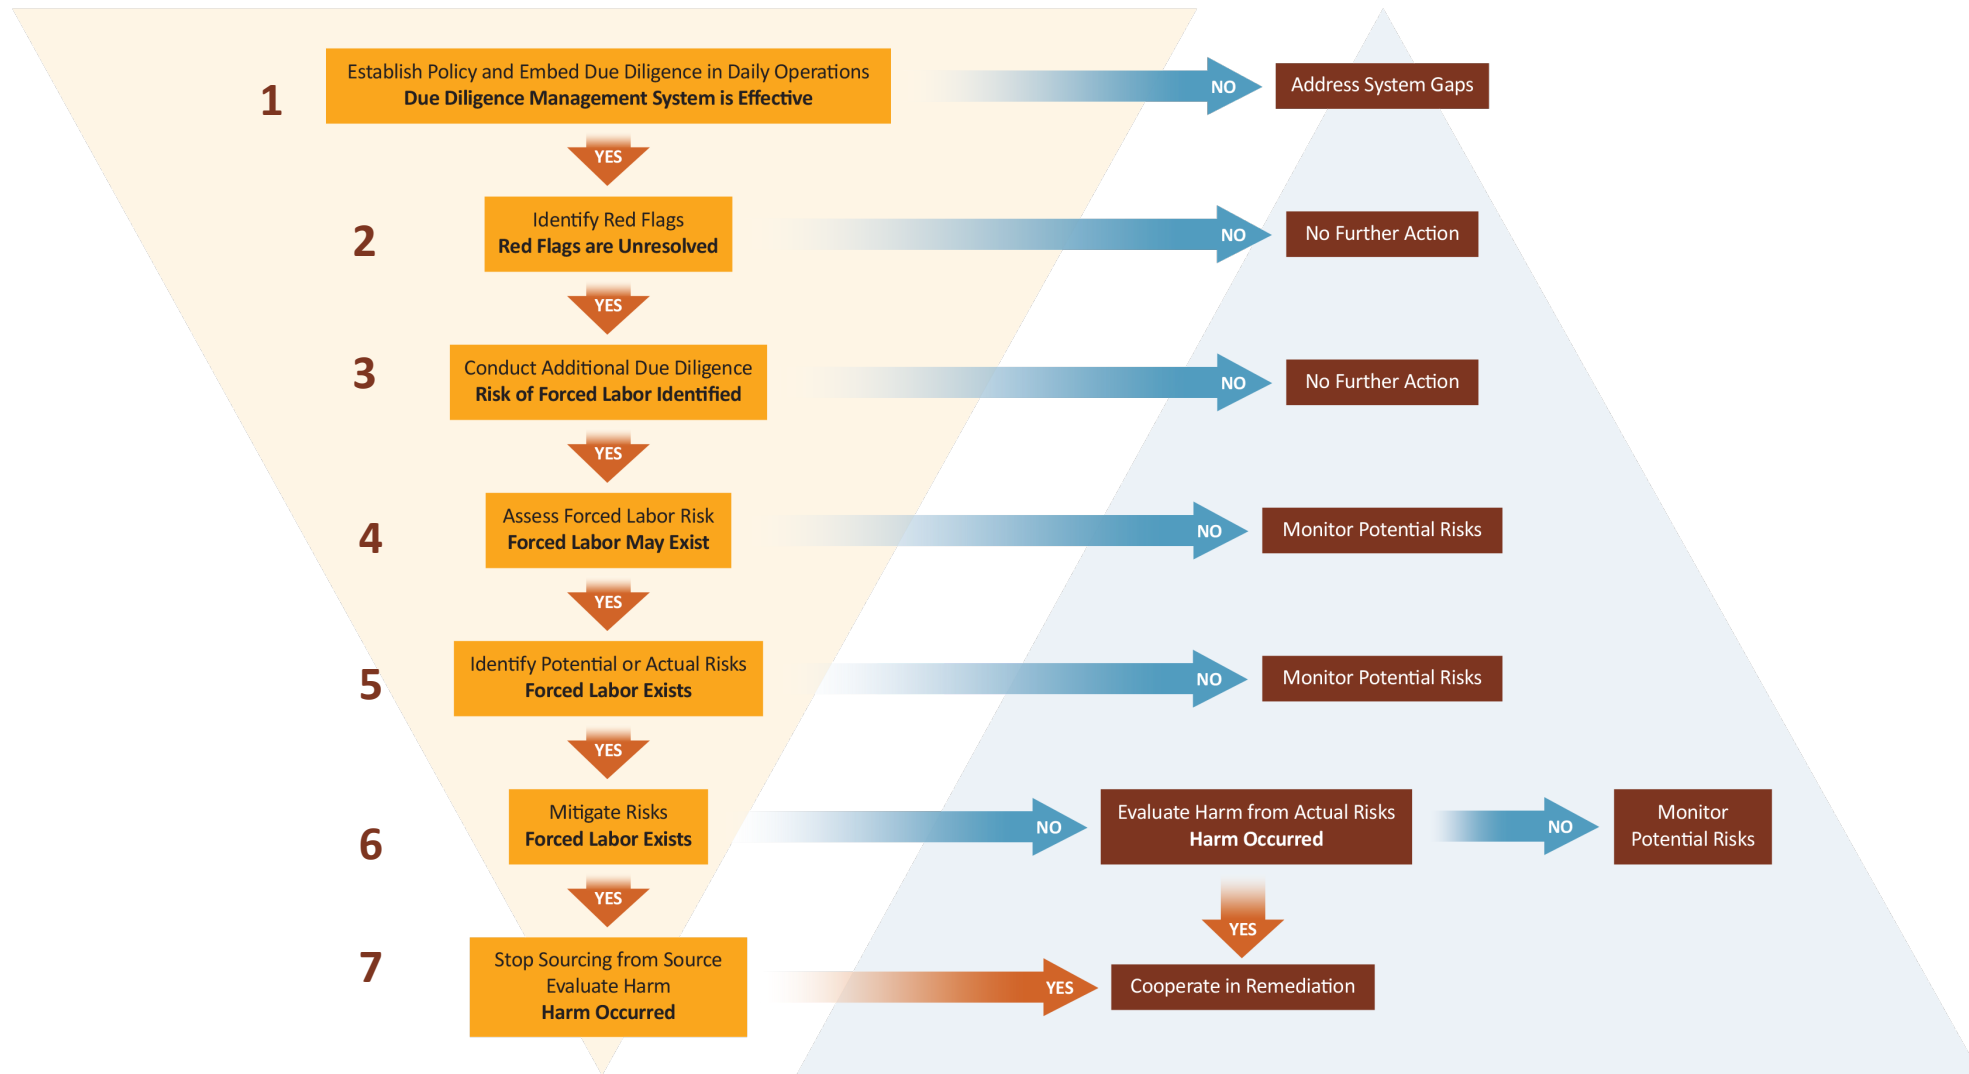 1
Establish Policy and Embed Due Diligence in Daily Operations
Due Diligence Management System is Effective
NO
Address System Gaps
YES
2
Identify Red Flags
Red Flags are Unresolved
NO
No Further Action
YES
3
Conduct Additional Due Diligence
Risk of Forced Labor Identified
NO
No Further Action
YES
4
Assess Forced Labor Risk
Forced Labor May Exist
NO
Monitor Potential Risks
YES
5
Identify Potential or Actual Risks
Forced Labor Exists
NO
Monitor Potential Risks
YES
6
Mitigate Risks
Forced Labor Exists
NO
Evaluate Harm from Actual Risks
Harm Occurred
NO
Monitor
Potential Risks
YES
YES
7
Stop Sourcing from Source
Evaluate Harm
Harm Occurred
YES
Cooperate in Remediation